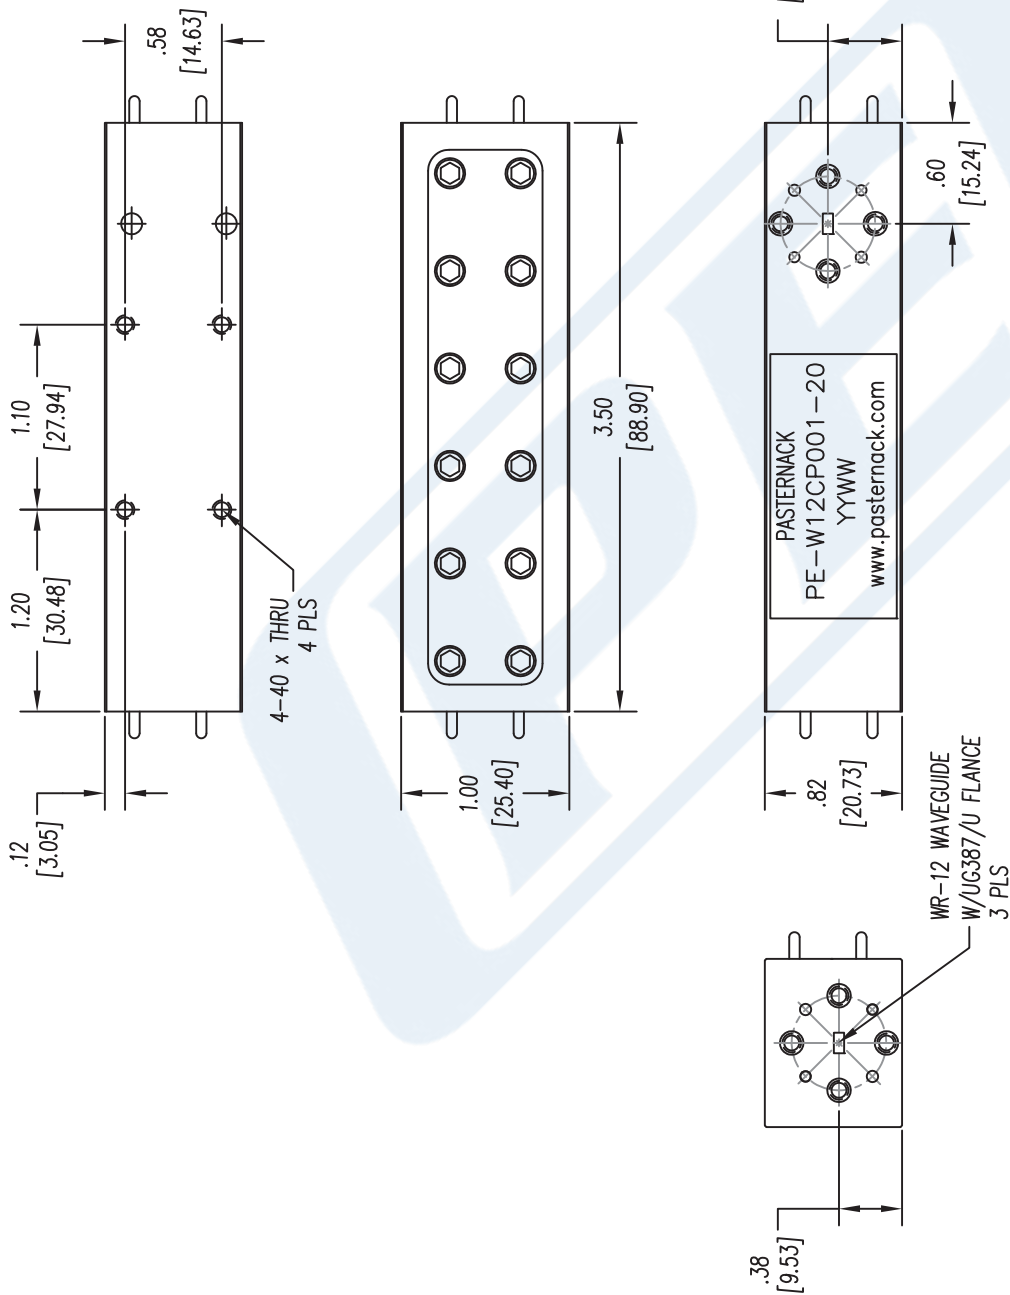 .58
[14.63]
1.10
[27.94]
1.20
[30.48]
.12
[3.05]
4-40 x THRU
4 PLS
3.50
[88.90]
1.00
[25.40]
.60
[15.24]
PASTERNACK
PE-W12CP001-20
YYWW
www.pasternack.com
.82
[20.73]
WR-12 WAVEGUIDE
W/UG387/U FLANCE
3 PLS
.38
[9.53]